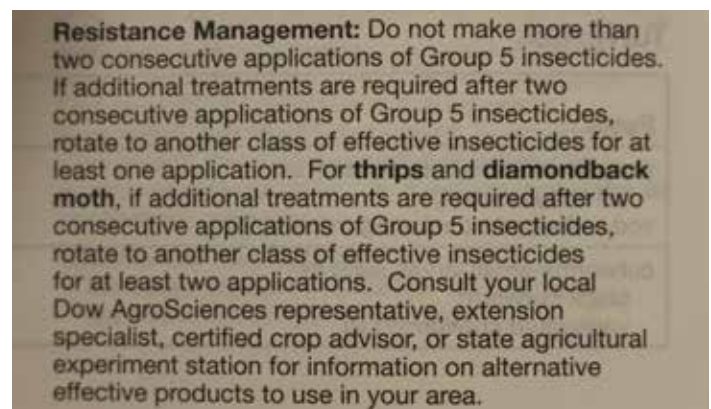 Resistance Management: Do not make more than
two consecutive applications of Group 5 insecticides.
If additional treatments are required after two
consecutive applications of Group 5 insecticides,
rotate to another class of effective insecticides for at
least one application. For thrips and diamondback
moth, if additional treatments are required after two
consecutive applications of Group 5 insecticides,
rotate to another class of effective insecticides
for at least two applications. Consult your local
Dow AgroSciences representative, extension
specialist, certified crop advisor, or state agricultural
experiment station for information on alternative
effective products to use in your area.